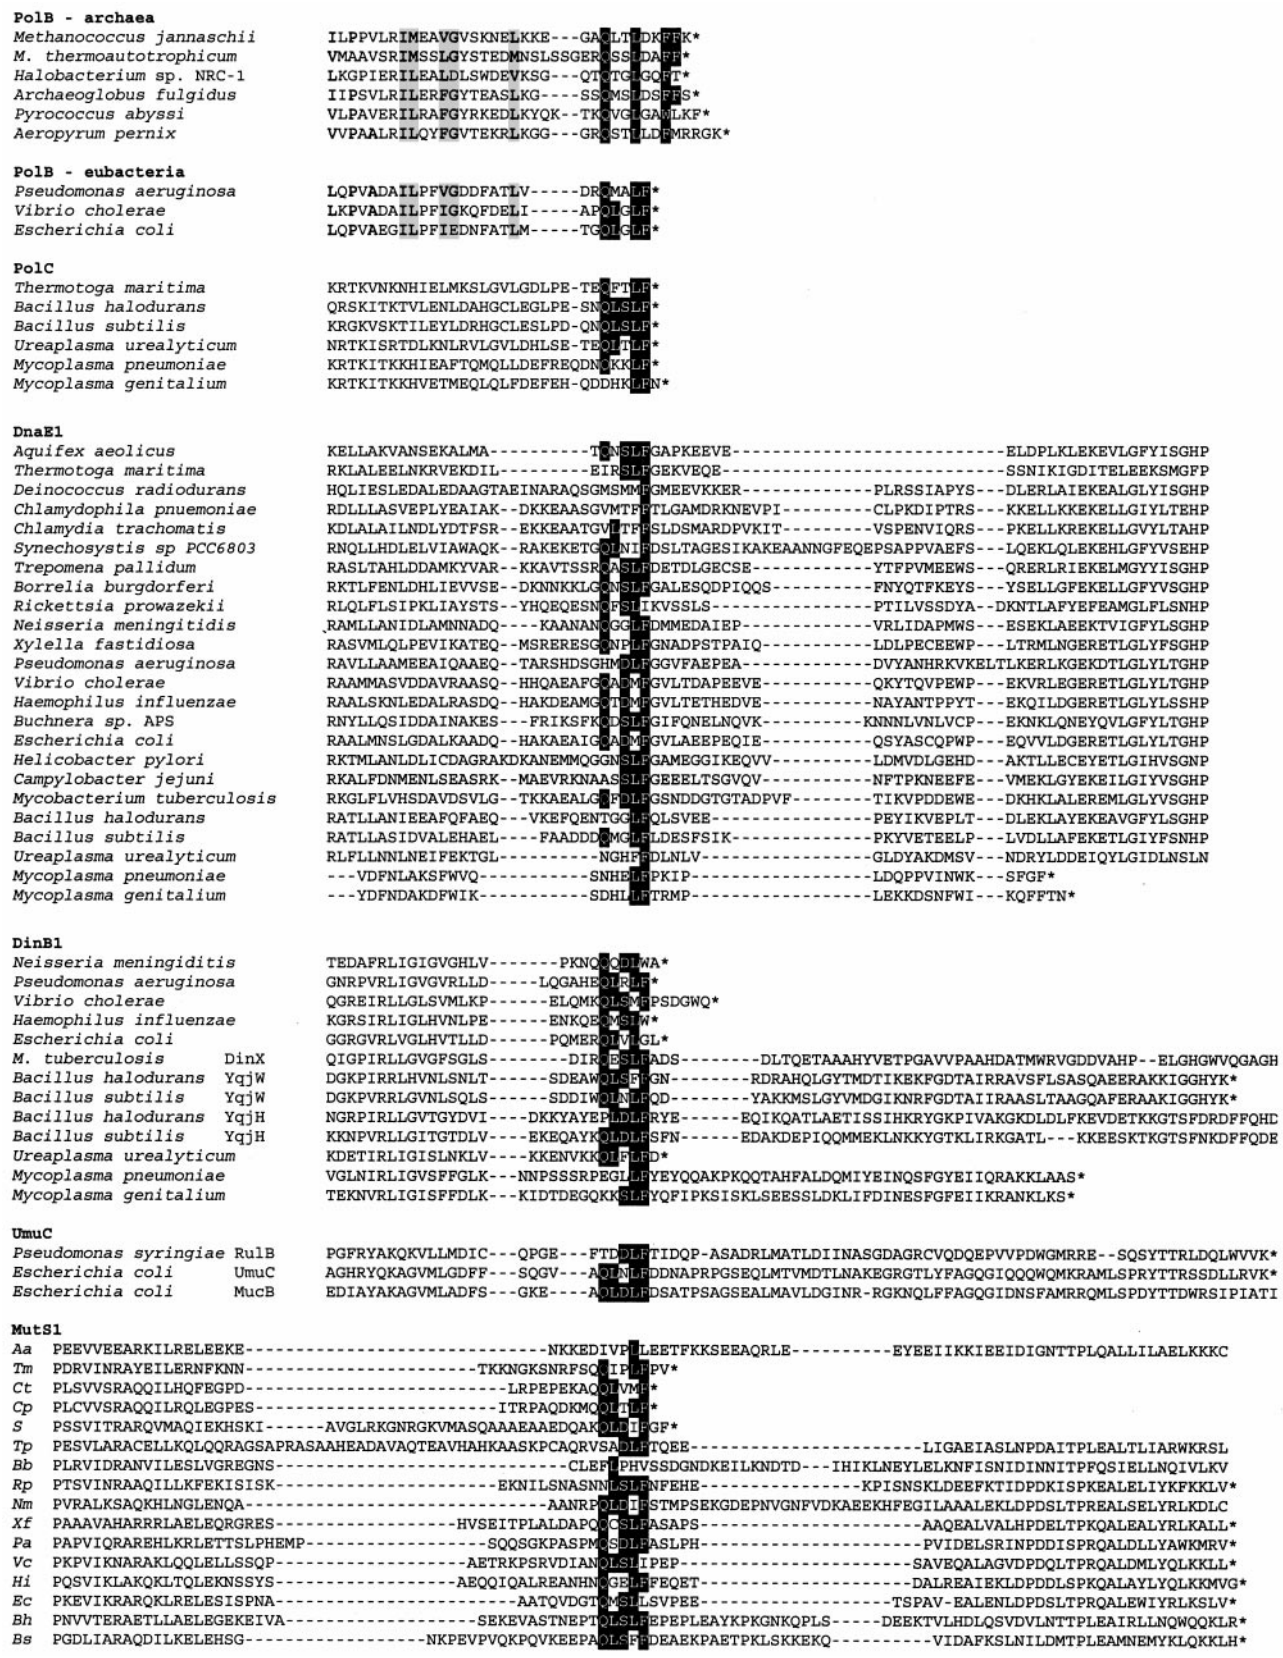 PolB - archaea
Methanococcus jannaschii ILPPVLRIMEAVGVSKNELKKE---GAQLTLDKFFK*
M. thermoautotrophicum VMAAVSRIMSSLGYSTEDMNSLSSGERQSSLDAFF*
Halobacterium sp. NRC-1 LKGPIERILEALDLSWDEVKSG---QTQTGLGQFT*
Archaeoglobus fulgidus IIPSVLRILERFGYTEASLKG----SSQMSLDSFFS*
Pyrococcus abyssi VLPAVERILRAFGYRKEDLKYQK--TKQVGLGAWLKF*
Aeropyrum pernix VVPAALRILQYFGVTEKRLKGG---GRQSTLLDFMRRGK*
PolB - eubacteria
Pseudomonas aeruginosa LQPVADAILPFVGDDFATLV-----DRQMALF*
Vibrio cholerae LKPVADAILPFIGKQFDELI-----APQLGLF*
Escherichia coli LQPVAEGILPFIEDNFATLM-----TGQLGLF*
PolC
Thermotoga maritima KRTKVNKNHIELMKSLGVLGDLPE-TEQFTLF*
Bacillus halodurans QRSKITKTVLENLDAHGCLEGLPE-SNQLSLF*
Bacillus subtilis KRGKVSKTILEYLDRHGCLESLPD-QNQLSLF*
Ureaplasma urealyticum NRTKISRTDLKNLRVLGVLDHLSE-TEQLTLF*
Mycoplasma pneumoniae KRTKITKKHIEAFTQMQLLDEFREQDNQKKLF*
Mycoplasma genitalium KRTKITKKHVETMEQLQLFDEFEH-QDDHKLFN*
DnaE1
Aquifex aeolicus KELLAKVANSEKALMA-----------TQNSLFGAPKEEVE----------------------------ELDPLKLEKEVLGFYISGHP
Thermotoga maritima RKLALEELNKRVEKDIL----------EIRSLFGEKVEQE-----------------------------SSNIKIGDITELEEKSMGFP
Deinococcus radiodurans HQLIESLEDALEDAAGTAEINARAQSGMSMMFGMEEVKKER--------------PLRSSIAPYS---DLERLAIEKEALGLYISGHP
Chlamydophila pnuemoniae RDLLLASVEPLYEAIAK--DKKEAASGVMTFFTLGAMDRKNEVPI----------CLPKDIPTRS---KKELLKKEKELLGIYLTEHP
Chlamydia trachomatis KDLALAILNDLYDTFSR--EKKEAATGVLTFFSLDSMARDPVKIT----------VSPENVIQRS---PKELLKREKELLGVYLTAHP
Synechosystis sp PCC6803 RNQLLHDLELVIAWAQK--RAKEKETGQLNIFDSLTAGESIKAKEAANNGFEQEPSAPPVAEFS---LQEKLQLEKEHLGFYVSEHP
Trepomena pallidum RASLTAHLDDAMKYVAR--KKAVTSSRQASLFDETDLGECSE-------------YTFPVMEEWS---QRERLRIEKELMGYYISGHP
Borrelia burgdorferi RKTLFENLDHLIEVVSE--DKNNKKLGQNSLFGALESQDPIQQS-----------FNYQTFKEYS---YSELLGFEKELLGFYVSGHP
Rickettsia prowazekii RLQLFLSIPKLIAYSTS--YHQEQESNQFSLIKVSSLS-----------------PTILVSSDYA--DKNTLAFYEFEAMGLFLSNHP
Neisseria meningitidis RAMLLANIDLAMNNADQ----KAANANQGGLFDMMEDAIEP--------------VRLIDAPMWS---ESEKLAEEKTVIGFYLSGHP
Xylella fastidiosa RASVMLQLPEVIKATEQ--MSRERESGQNPLFGNADPSTPAIQ------------LDLPECEEWP---LTRMLNGERETLGLYFSGHP
Pseudomonas aeruginosa RAVLLAAMEEAIQAAEQ--TARSHDSGHMDLFGGVFAEPEA--------------DVYANHRKVKELTLKERLKGEKDTLGLYLTGHP
Vibrio cholerae RAAMMASVDDAVRAASQ--HHQAEAFGQADMFGVLTDAPEEVE------------QKYTQVPEWP---EKVRLEGERETLGLYLTGHP
Haemophilus influenzae RAALSKNLEDALRASDQ--HAKDEAMGQTDMFGVLTETHEDVE------------NAYANTPPYT---EKQILDGERETLGLYLSSHP
Buchnera sp. APS RNYLLQSIDDAINAKES---FRIKSFKQDSLFGIFQNELNQVK------------KNNNLVNLVCP---EKNKLQNEYQVLGFYLTGHP
Escherichia coli RAALMNSLGDALKAADQ--HAKAEAIGQADMFGVLAEEPEQIE------------QSYASCQPWP---EQVVLDGERETLGLYLTGHP
Helicobacter pylori RKTMLANLDLICDAGRAKDKANEMMQGGNSLFGAMEGGIKEQVV-----------LDMVDLGEHD---AKTLLECEYETLGIHVSGNP
Campylobacter jejuni RKALFDNMENLSEASRK--MAEVRKNAASSLFGEEELTSGVQV------------NFTPKNEEFE---VMEKLGYEKEILGIYVSGHP
Mycobacterium tuberculosis RKGLFLVHSDAVDSVLG--TKKAEALGQFDLFGSNDDGTGTADPVF---------TIKVPDDEWE---DKHKLALEREMLGLYVSGHP
Bacillus halodurans RATLLANIEEAFQFAEQ---VKEFQENTGGLFQLSVEE-----------------PEYIKVEPLT---DLEKLAYEKEAVGFYLSGHP
Bacillus subtilis RATLLASIDVALEHAEL----FAADDDQMGLFLDESFSIK---------------PKYVETEELP---LVDLLAFEKETLGIYFSNHP
Ureaplasma urealyticum RLFLLNNLNEIFEKTGL----------NGHFFDLNLV------------------GLDYAKDMSV---NDRYLDDEIQYLGIDLNSLN
Mycoplasma pneumoniae ---VDFNLAKSFWVQ-----------SNHELFPKIP-------------------LDQPPVINWK---SFGF*
Mycoplasma genitalium ---YDFNDAKDFWIK-----------SDHLLFTRMP-------------------LEKKDSNFWI---KQFFTN*
DinB1
Neisseria meningiditis TEDAFRLIGIGVGHLV-------PKNQQQDLWA*
Pseudomonas aeruginosa GNRPVRLIGVGVRLLD-----LQGAHEQLRLF*
Vibrio cholerae QGREIRLLGLSVMLKP------ELQMKQLSMFPSDGWQ*
Haemophilus influenzae KGRSIRLIGLHVNLPE------ENKQEQMSLW*
Escherichia coli GGRGVRLVGLHVTLLD------PQMERQLVLGL*
M. tuberculosis DinX QIGPIRLLGVGFSGLS-------DIRQESLFADS--------DLTQETAAAHYVETPGAVVPAAHDATMWRVGDDVAHP--ELGHGWVQGAGH
Bacillus halodurans YqjW DGKPIRRLHVNLSNLT------SDEAWQLSFFGN--------RDRAHQLGYTMDTIKEKFGDTAIRRAVSFLSASQAEERAKKIGGHYK*
Bacillus subtilis YqjW DGKPVRRLGVNLSQLS------SDDIWQLNLFQD--------YAKKMSLGYVMDGIKNRFGDTAIIRAASLTAAGQAFERAAKIGGHYK*
Bacillus halodurans YqjH NGRPIRLLGVTGYDVI----DKKYAYEPLDLFRYE-------EQIKQATLAETISSIHKRYGKPIVAKGKDLDLFKEVDETKKGTSFDRDFFQHD
Bacillus subtilis YqjH KKNPVRLLGITGTDLV----EKEQAYKQLDLFSFN-------EDAKDEPIQQMMEKLNKKYGTKLIRKGATL---KKEESKTKGTSFNKDFFQDE
Ureaplasma urealyticum KDETIRLIGISLNKLV----KKENVKKQLFLFD*
Mycoplasma pneumoniae VGLNIRLIGVSFFGLK---NNPSSSRPEGLLLFYEYQQAKPKQQTAHFALDQMIYEINQSFGYEIIQRAKKLAAS*
Mycoplasma genitalium TEKNVRLIGISFFDLK---KIDTDEGQKKSLFYQFIPKSISKLSEESSLDKLIFDINESFGFEIIKRANKLKS*
UmuC
Pseudomonas syringiae RulB PGFRYAKQKVLLMDIC---QPGE---FTDDLFTIDQP-ASADRLMATLDIINASGDAGRCVQDQEPVVPDWGMRRE--SQSYTTRLDQLWVVK*
Escherichia coli UmuC AGHRYQKAGVMLGDFF---SQGV---AQLNLFDDNAPRPGSEQLMTVMDTLNAKEGRGTLYFAGQGIQQQWQMKRAMLSPRYTTRSSDLLRVK*
Escherichia coli MucB EDIAYAKAGVMLADFS---GKE----AQLDLFDSATPSAGSEALMAVLDGINR-RGKNQLFFAGQGIDNSFAMRRQMLSPDYTTDWRSIPIATI
MutS1
Aa PEEVVEEARKILRELEEKE--------------------------------NKKEDIVPLLEETFKKSEEAQRLE----------EYEEIIKKIEEIDIGNTTPLQALLILAELKKKC
Tm PDRVINRAYEILERNFKNN-------------------------TKKNGKSNRFSQQIPLFPV*
Ct PLSVVSRAQQILHQFEGPD----------------------------LRPEPEKAQQLVMF*
Cp PLCVVSRAQQILRQLEGPES---------------------------ITRPAQDKMQQLTLF*
S PSSVITRARQVMAQIEKHSKI------AVGLRKGNRGKVMASQAAAEAAEDQAKQLDIFGF*
Tp PESVLARACELLKQLQQRAGSAPRASAAHEADAVAQTEAVHAHKAASKPCAQRVSADLFTQEE-------------------------LIGAEIASLNPDAITPLEALTLIARWKRSL
Bb PLRVIDRANVILESLVGREGNS--------------------------------CLEFLPHVSSDGNDKEILKNDTD---IHIKLNEYLELKNFISNIDINNITPFQSIELLNQIVLKV
Rp PTSVINRAAQILLKFEKISISK-------------------------EKNILSNASNNLSLFNFEHE------------------KPISNSKLDEEFKTIDPDKISPKEALELIYKFKKLV*
Nm PVRALKSAQKHLNGLENQA---------------------------------AANRPQLDIFSTMPSEKGDEPNVGNFVDKAEEKHFEGILAAALEKLDPDSLTPREALSELYRLKDLC
Xf PAAAVAHARRRLAELEQRGRES---------------------HVSEITPLALDAPQQCSLFASAPS-------------------------AAQEALVALHPDELTPKQALEALYRLKALL*
Pa PAPVIQRAREHLKRLETTSLPHEMP----------------SQQSGKPASPMQSDLFASLPH-------------------------PVIDELSRINPDDISPRQALDLLYAWKMRV*
Vc PKPVIKNARAKLQQLELLSSQP---------------------AETRKPSRVDIANQLSLIPEP-------------------------SAVEQALAGVDPDQLTPRQALDMLYQLKKLL*
Hi PQSVIKLAKQKLTQLEKNSSYS--------------------AEQQIQALREANHNQGELFFEQET-----------------------DALREAIEKLDPDDLSPKQALAYLYQLKKMVG*
Ec PKEVIKRARQKLRELESISPNA---------------------------AATQVDGTQMSLLSVPEE----------------------TSPAV-EALENLDPDSLTPRQALEWIYRLKSLV*
Bh PNVVTERAETLLAELEGEKEIVA----------------------SEKEVASTNEPTQLSLFEPEPLEAYKPKGNKQPLS------DEEKTVLHDLQSVDVLNTTPLEAIRLLNQWQQKLR*
Bs PGDLIARAQDILKELEHSG---------------------NKPEVPVQKPQVKEEPAQLSFFDEAEKPAETPKLSKKEKQ-----------VIDAFKSLNILDMTPLEAMNEMYKLQKKLH*